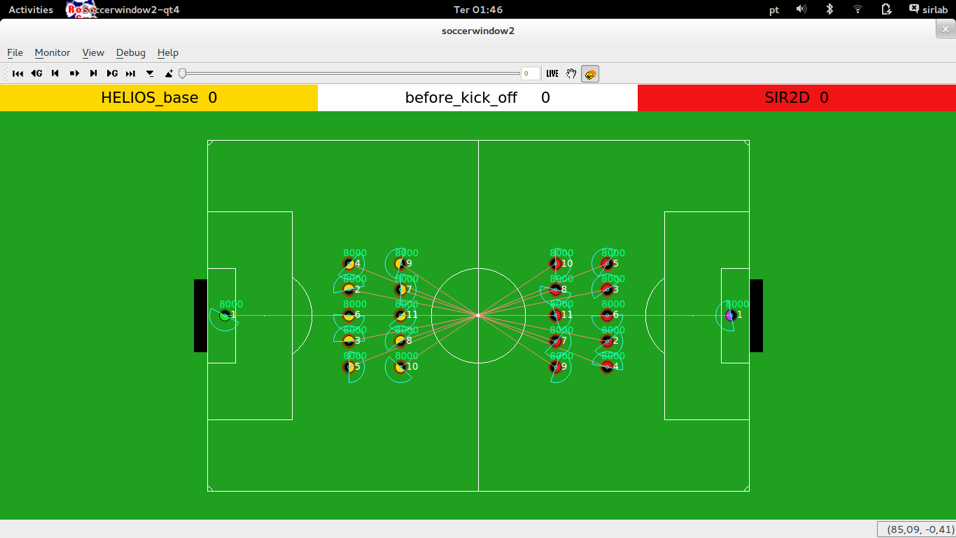 Activities soccerwindow2-qt4 Ter 01:46 pt sirlab
soccerwindow2
File Monitor View Debug Help
0 LIVE
HELIOS_base 0 before_kick_off 0 SIR2D 0
8000 8000 8000 8000
4 9 10 5
8000 8000 8000 8000
2 7 8 3
8000 8000 8000 8000 8000 8000
1 6 11 11 6 1
8000 8000 8000 8000
3 8 7 2
8000 8000 8000 8000
5 10 9 4
(85,09, -0,41)